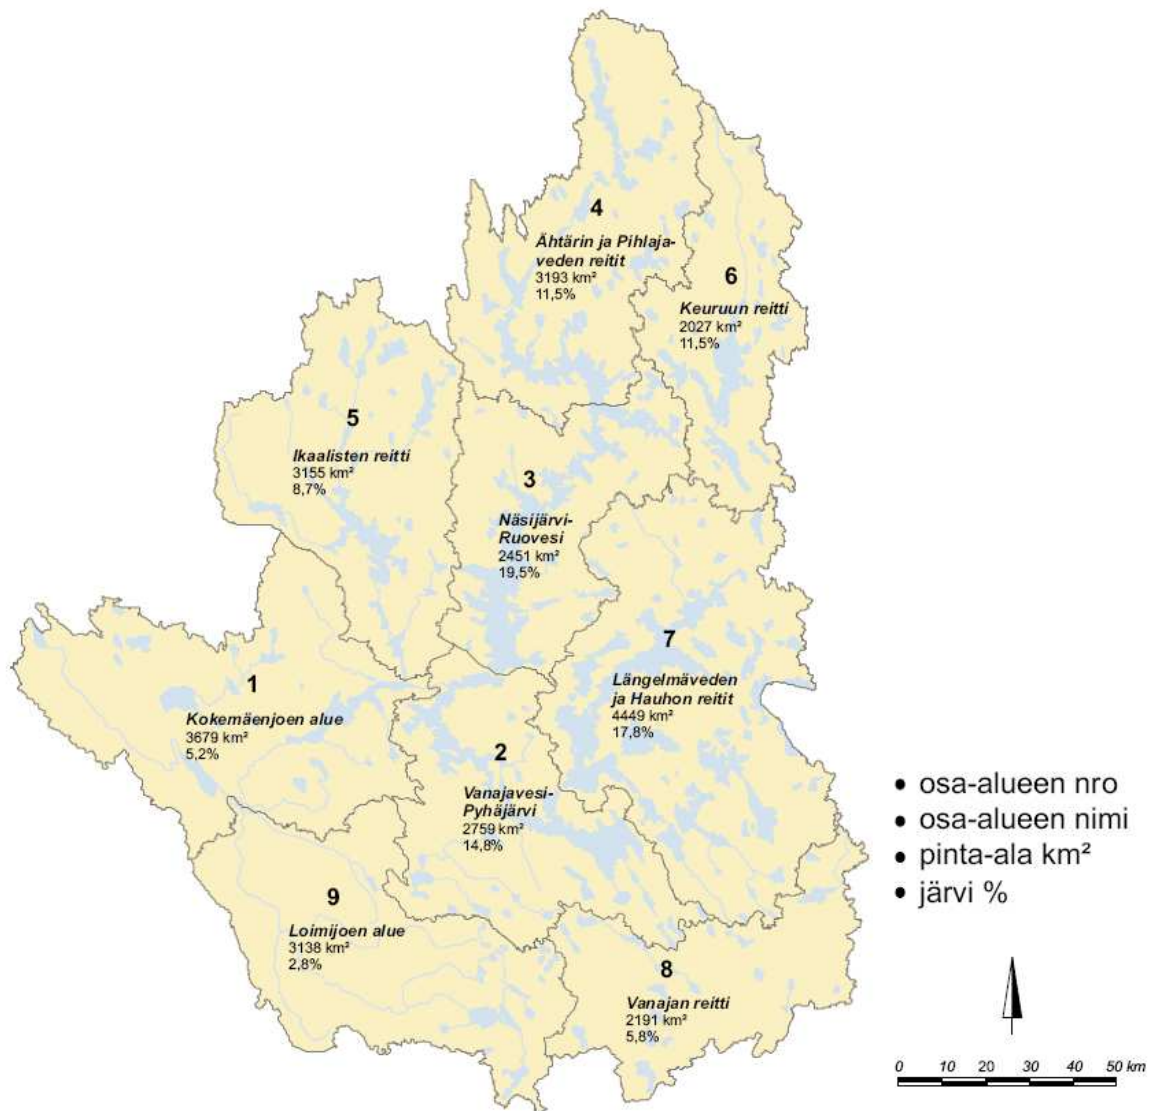 4
Ähtärin ja Pihlaja-
veden reitit
3193 km²
11,5%
6
Keuruun reitti
2027 km²
11,5%
5
Ikaalisten reitti
3155 km²
8,7%
3
Näsijärvi-
Ruovesi
2451 km²
19,5%
7
Längelmäveden
ja Hauhon reitit
4449 km²
17,8%
1
Kokemäenjoen alue
3679 km²
5,2%
2
Vanajavesi-
Pyhäjärvi
2759 km²
14,8%
9
Loimijoen alue
3138 km²
2,8%
8
Vanajan reitti
2191 km²
5,8%
• osa-alueen nro
• osa-alueen nimi
• pinta-ala km²
• järvi %
0 10 20 30 40 50 km